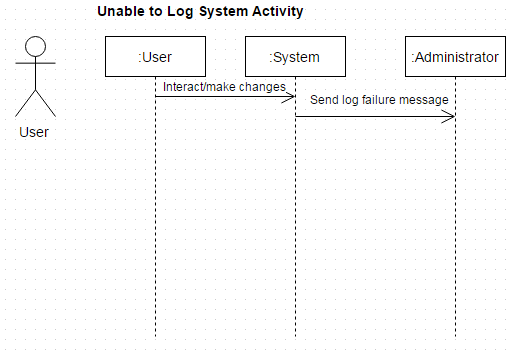 Unable to Log System Activity
:User
:System
:Administrator
Interact/make changes
Send log failure message
User